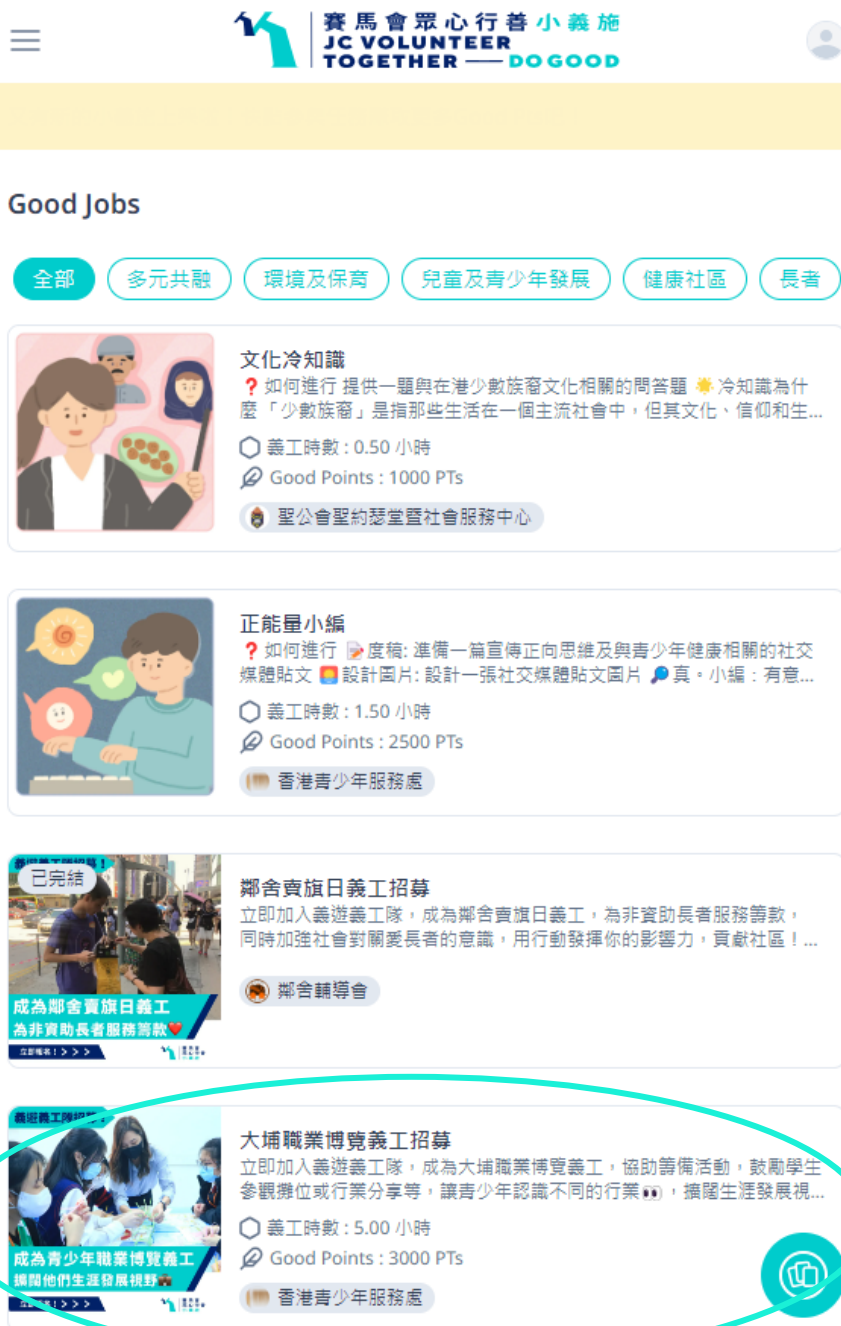 賽馬會眾心行善小義施
JC VOLUNTEER
TOGETHER — DO GOOD
Good Jobs
全部
多元共融
環境及保育
兒童及青少年發展
健康社區
長者
文化冷知識
❓如何進行 提供一題與在港少數族裔文化相關的問答題 🌟 冷知識為什
麼 「少數族裔」是指那些生活在一個主流社會中，但其文化、信仰和生...
義工時數 : 0.50 小時
Good Points : 1000 PTs
聖公會聖約瑟堂暨社會服務中心
正能量小編
❓如何進行 📝度稿: 準備一篇宣傳正向思維及與青少年健康相關的社交
媒體貼文 🌅設計圖片: 設計一張社交媒體貼文圖片 🔎真。小編：有意...
義工時數 : 1.50 小時
Good Points : 2500 PTs
香港青少年服務處
義遊義工隊招募！
已完結
成為鄰舍賣旗日義工
為非資助長者服務籌款❤️
立即報名！> > >
鄰舍賣旗日義工招募
立即加入義遊義工隊，成為鄰舍賣旗日義工，為非資助長者服務籌款，
同時加強社會對關愛長者的意識，用行動發揮你的影響力，貢獻社區！...
鄰舍輔導會
義遊義工隊招募！
成為青少年職業博覽義工
擴闊他們生涯發展視野
大埔職業博覽義工招募
立即加入義遊義工隊，成為大埔職業博覽義工，協助籌備活動，鼓勵學生
參觀攤位或行業分享等，讓青少年認識不同的行業👀，擴闊生涯發展視...
義工時數 : 5.00 小時
Good Points : 3000 PTs
香港青少年服務處